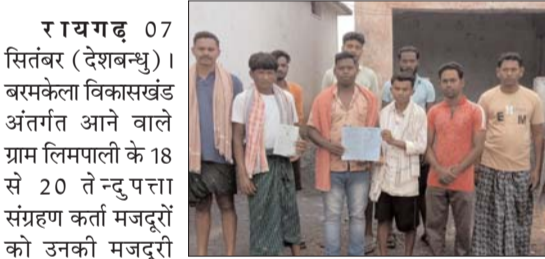 रायगढ़ 07
सितंबर (देशबन्धु)।
बरमकेला विकासखंड
अंतर्गत आने वाले
ग्राम लिमपाली के 18
से 20 तेन्दुपत्ता
संग्रहण कर्ता मजदूरों
को उनकी मजदूरी